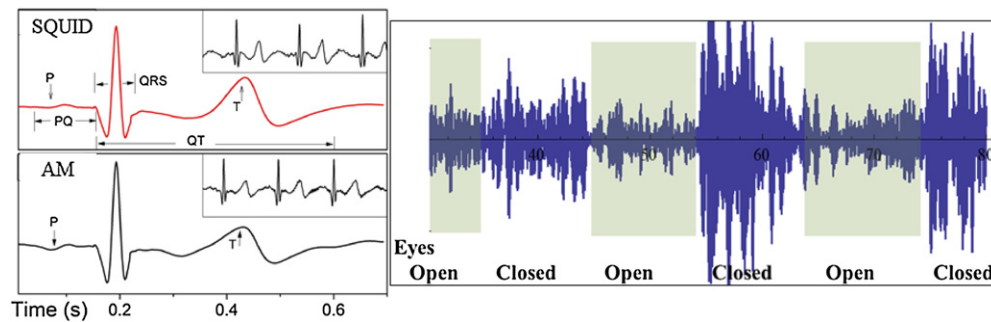 SQUID
P
QRS
T
PQ
QT
AM
P
T
Time (s) 0.2 0.4 0.6
40 50 60 70 80
Eyes
Open Closed Open Closed Open Closed